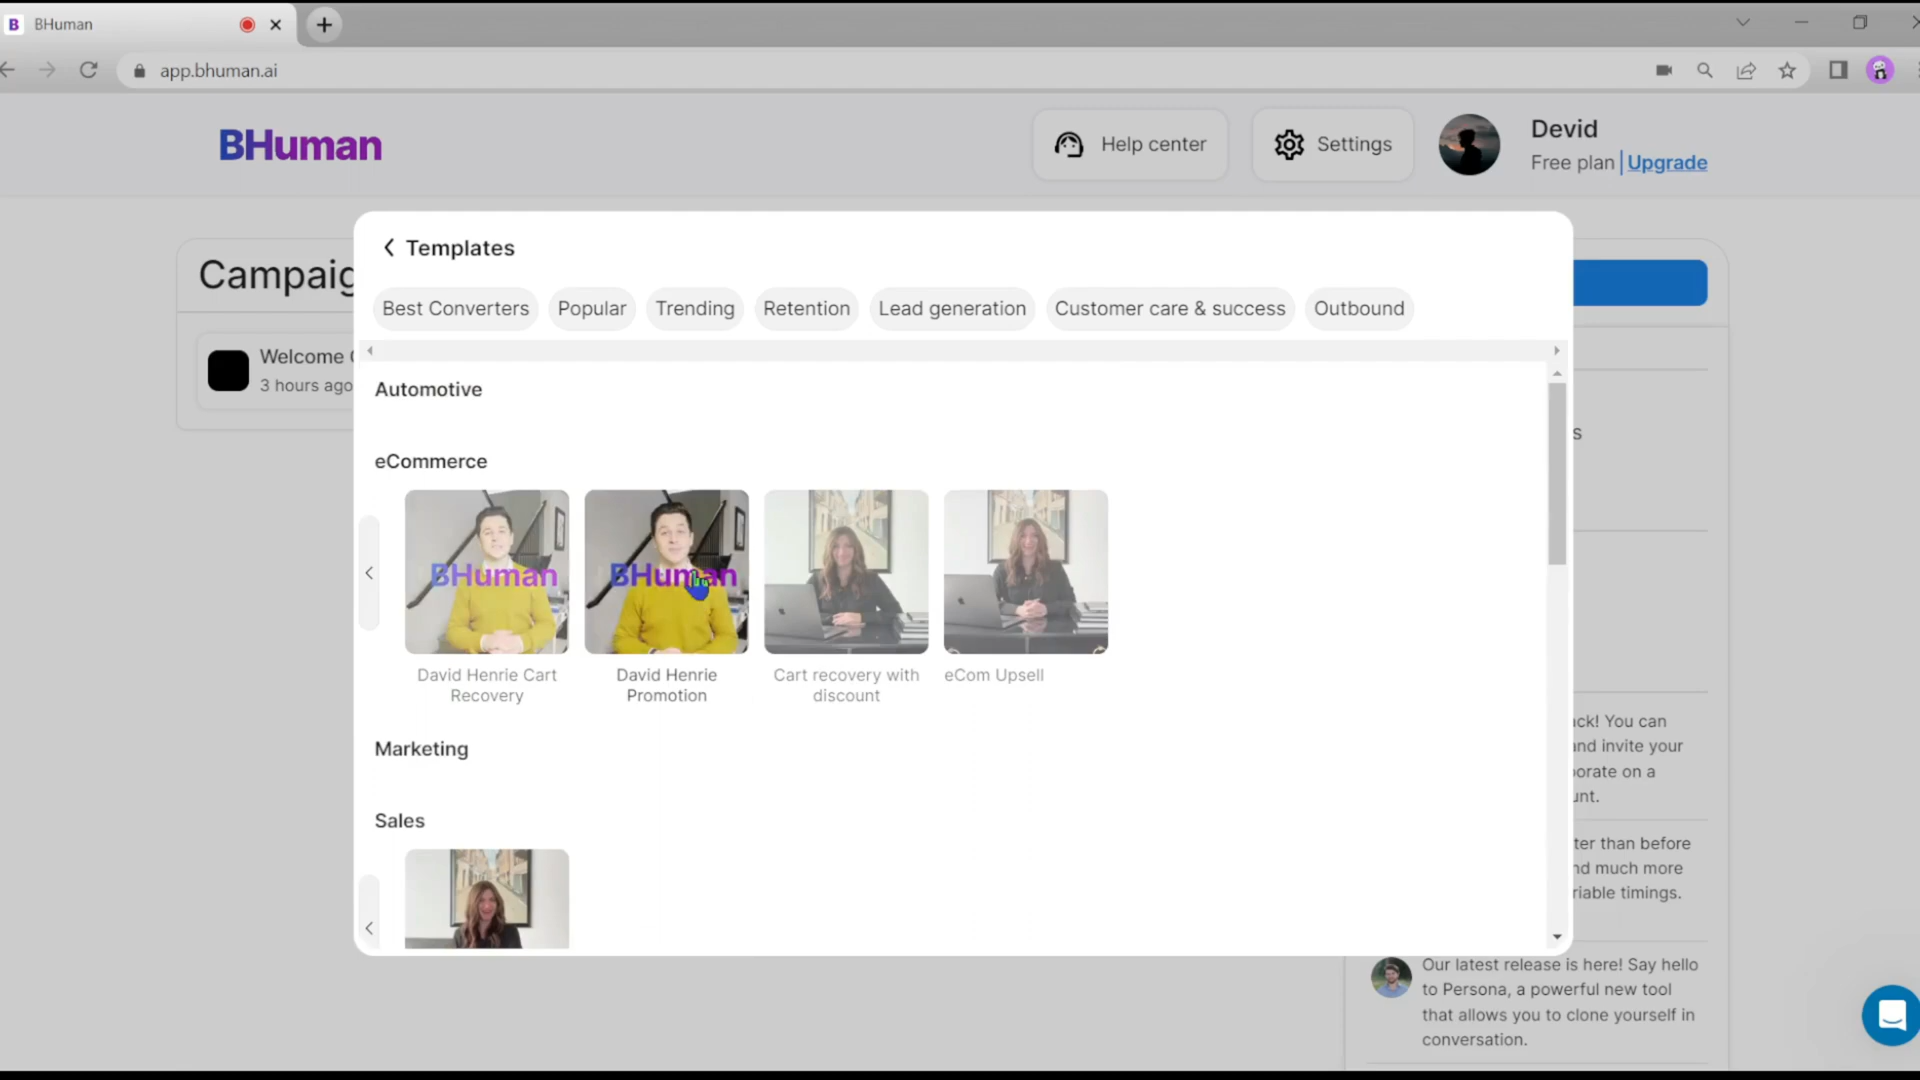 BHuman
app.bhuman.ai
BHuman
Help center
Settings
Devid
Free plan | Upgrade
Campaig
Templates
Best Converters
Popular
Trending
Retention
Lead generation
Customer care & success
Outbound
Welcome
3 hours ago
Automotive
eCommerce
BHuman
BHuman
David Henrie Cart
Recovery
David Henrie
Promotion
Cart recovery with
discount
eCom Upsell
Marketing
Sales
s
ack! You can
and invite your
orate on a
unt.
ter than before
nd much more
riable timings.
Our latest release is here! Say hello
to Persona, a powerful new tool
that allows you to clone yourself in
conversation.